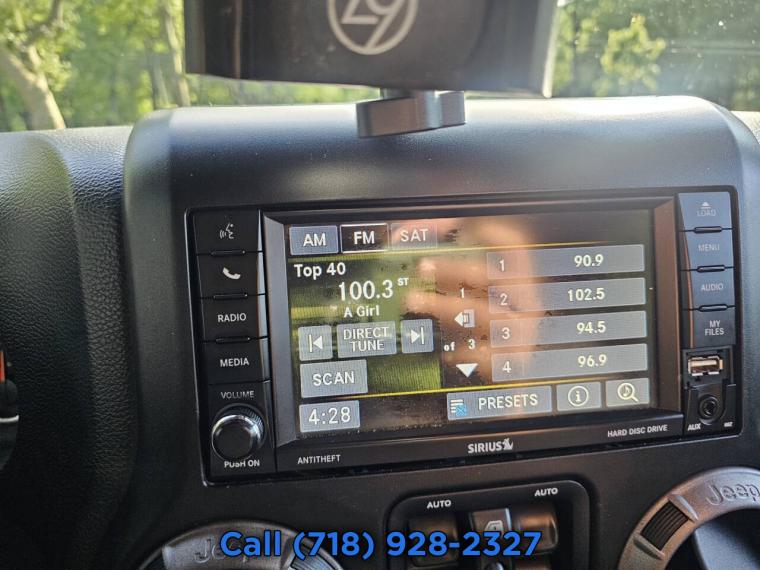 LOAD
AM FM SAT
MENU
Top 40
1 90.9
100.3 ST
2 102.5
AUDIO
A Girl
1
RADIO
DIRECT TUNE
of 3
3 94.5
MY FILES
MEDIA
SCAN
4 96.9
VOLUME
4:28
PRESETS
PUSH ON
ANTITHEFT
SIRIUS
HARD DISC DRIVE
AUX
AUTO AUTO
Jeep
Jeep
Call (718) 928-2327